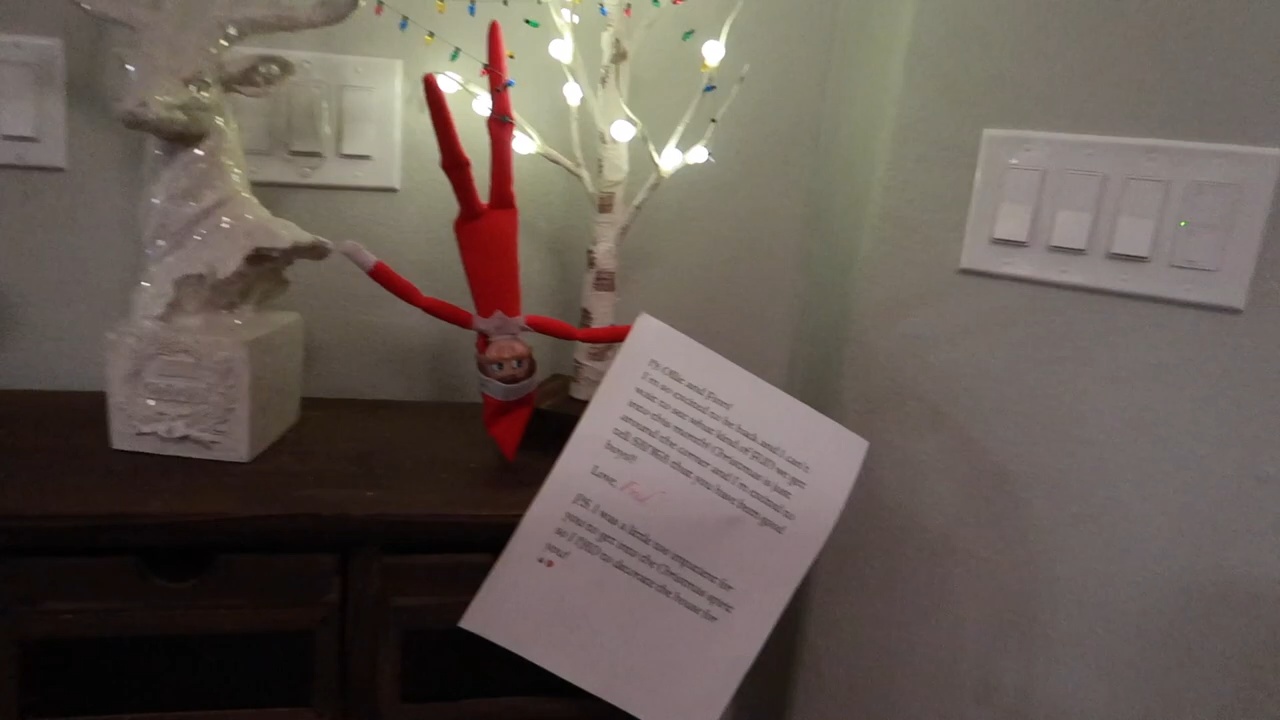 Ollie and
I'm so excited to be back and I can't
wait to see what kind of FUN we get
into this month! Christmas is just
around the corner and I'm excited to
tell SANTA that you have been good
boys!!
Love, Fred
PS. I was a little too impatient for
you to get into the Christmas spirit
so I TRIED to decorate the house for
you!